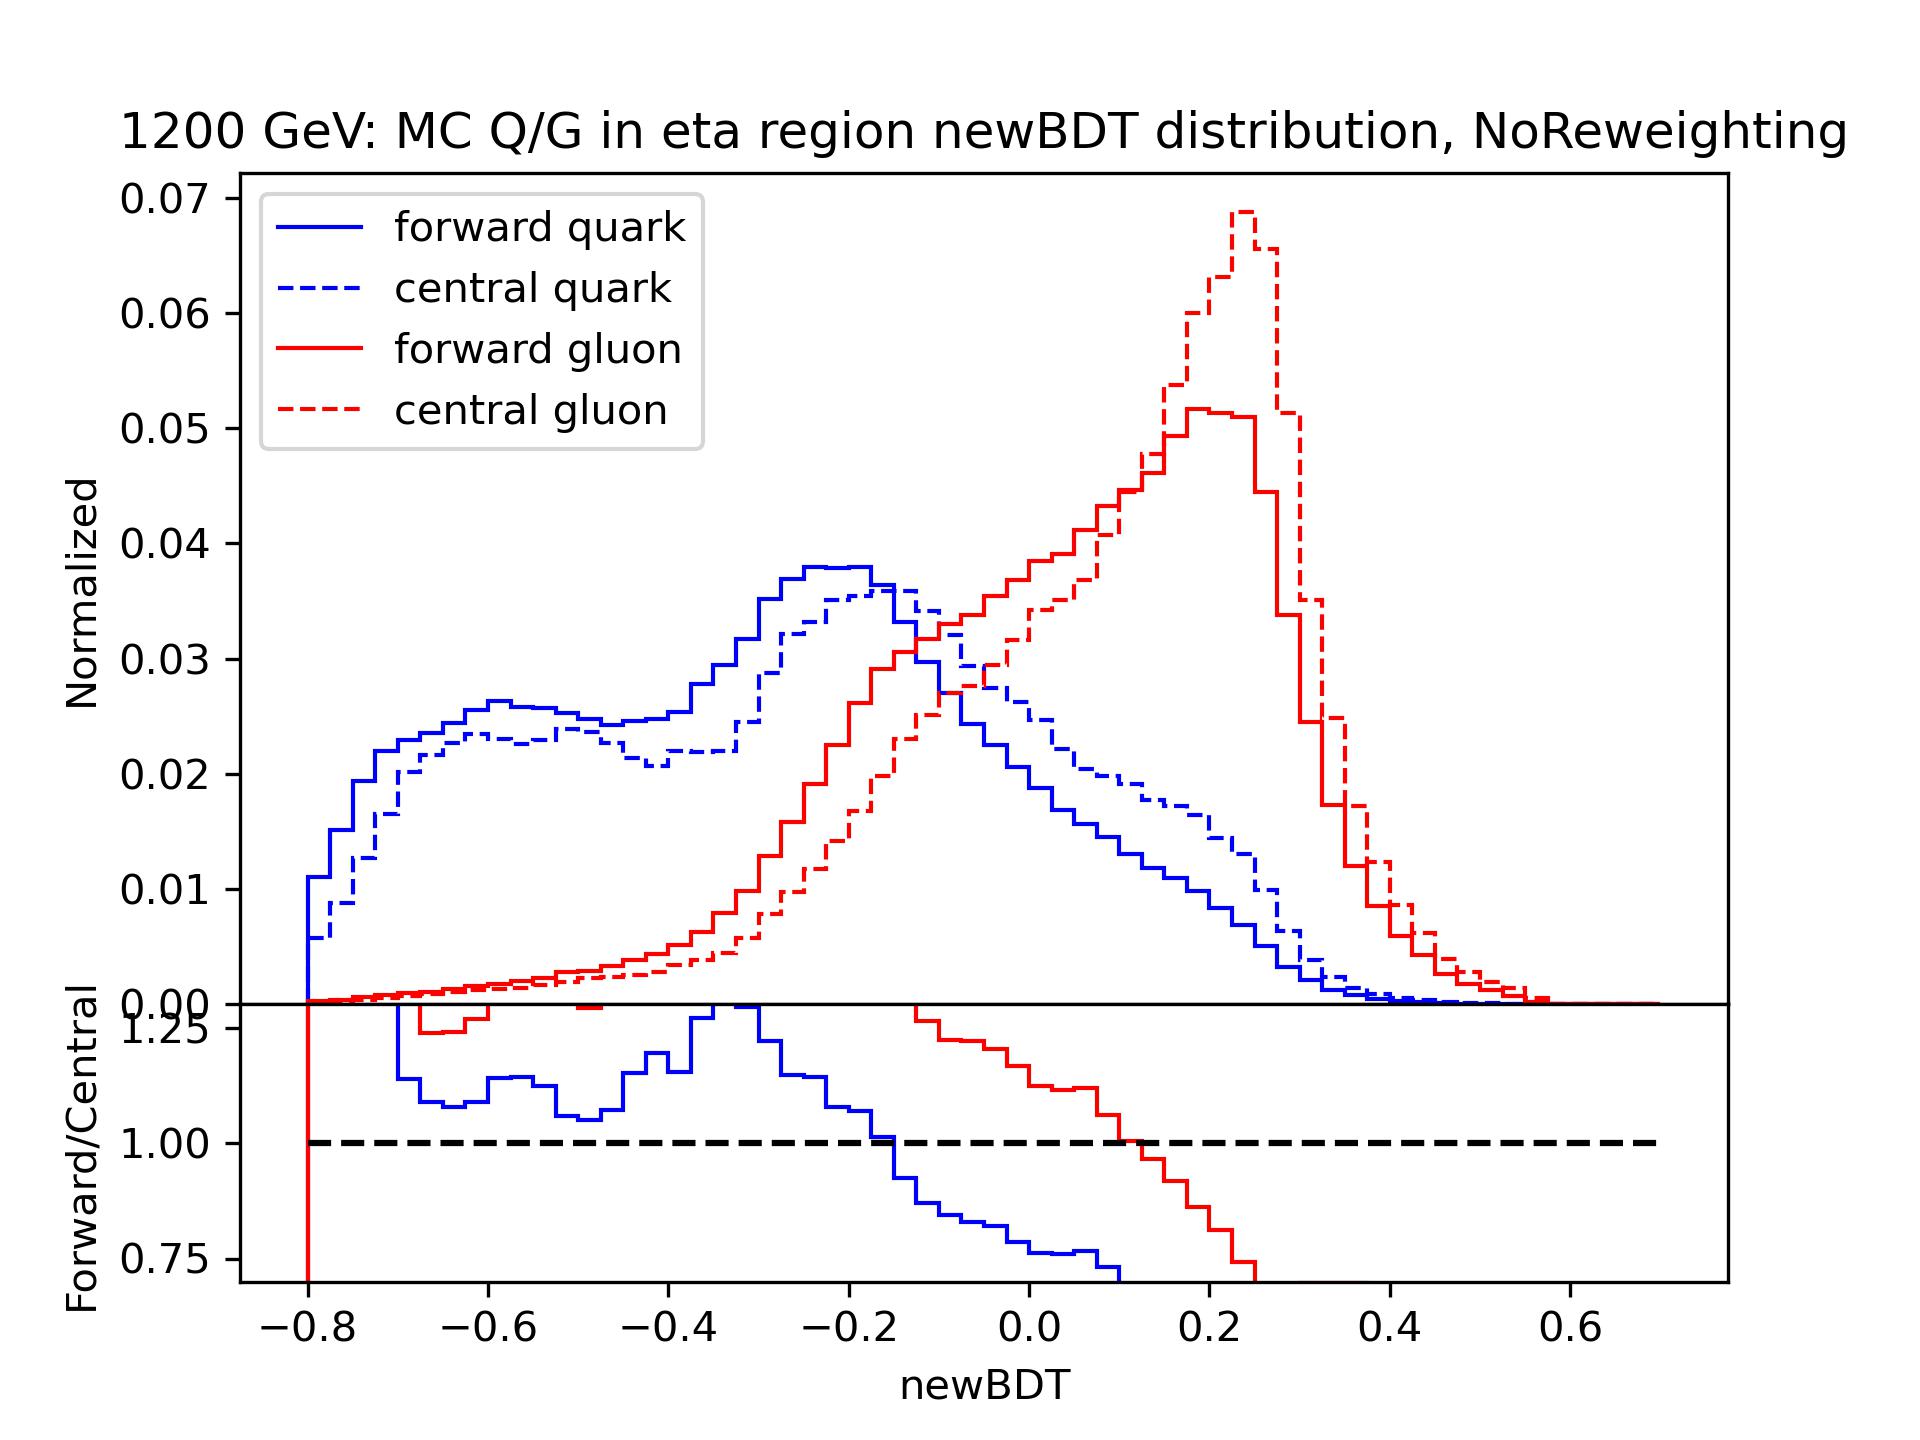 1200 GeV: MC Q/G in eta region newBDT distribution, NoReweighting
0.07
0.06
0.05
0.04
0.03
0.02
0.01
0.00
Normalized
forward quark
central quark
forward gluon
central gluon
1.25
1.00
0.75
Forward/Central
−0.8 −0.6 −0.4 −0.2 0.0 0.2 0.4 0.6
newBDT